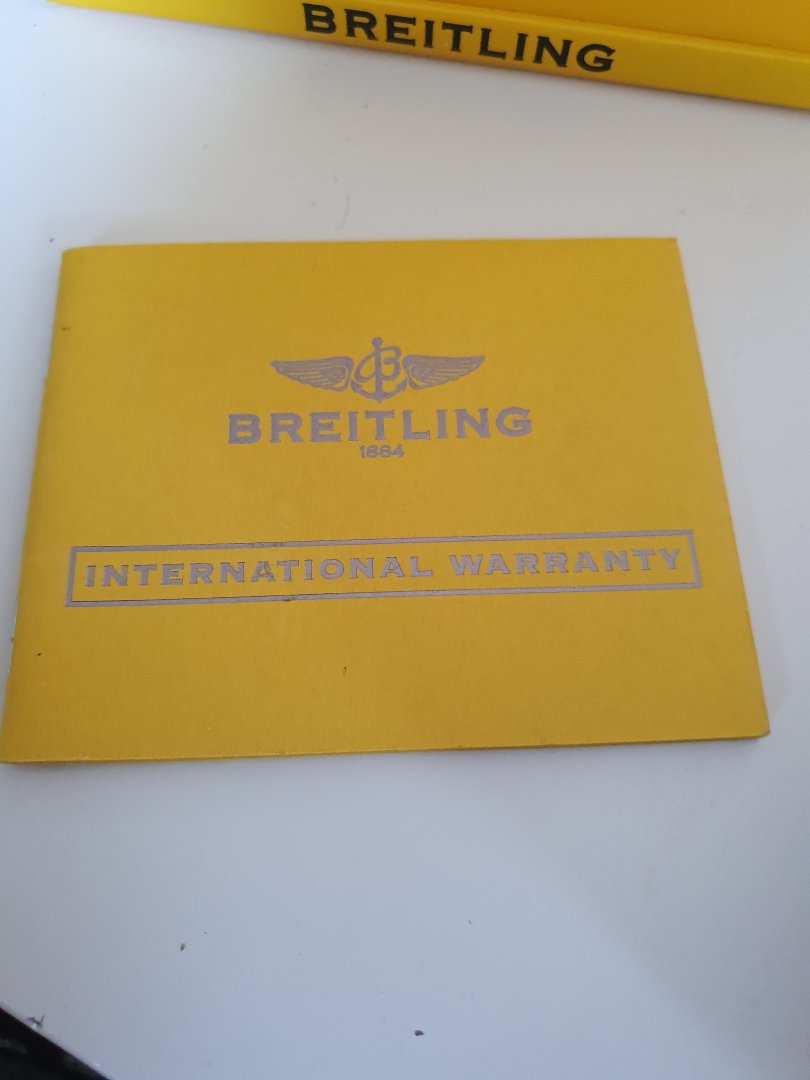 BREITLING
B
BREITLING
1884
INTERNATIONAL WARRANTY